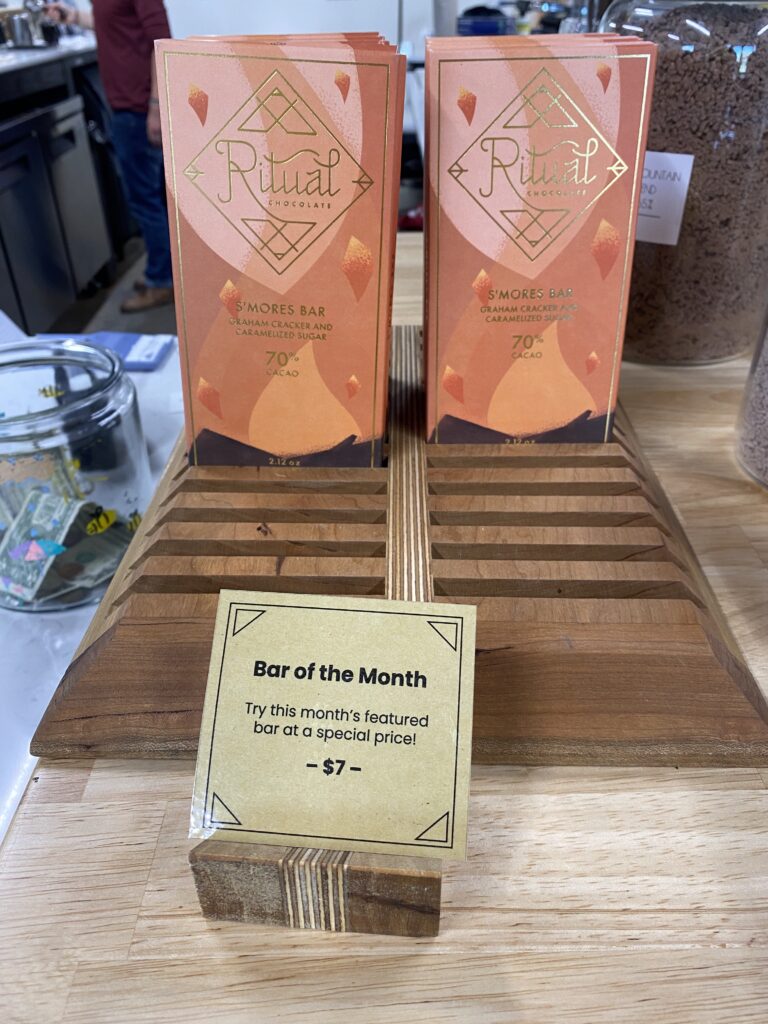 Ritual
CHOCOLATE
S'MORES BAR
GRAHAM CRACKER AND
CARAMELIZED SUGAR
70%
CACAO
2.12 oz
Ritual
CHOCOLATE
S'MORES BAR
GRAHAM CRACKER AND
CARAMELIZED SUGAR
70%
CACAO
2.12 oz
Bar of the Month
Try this month's featured
bar at a special price!
– $7 –